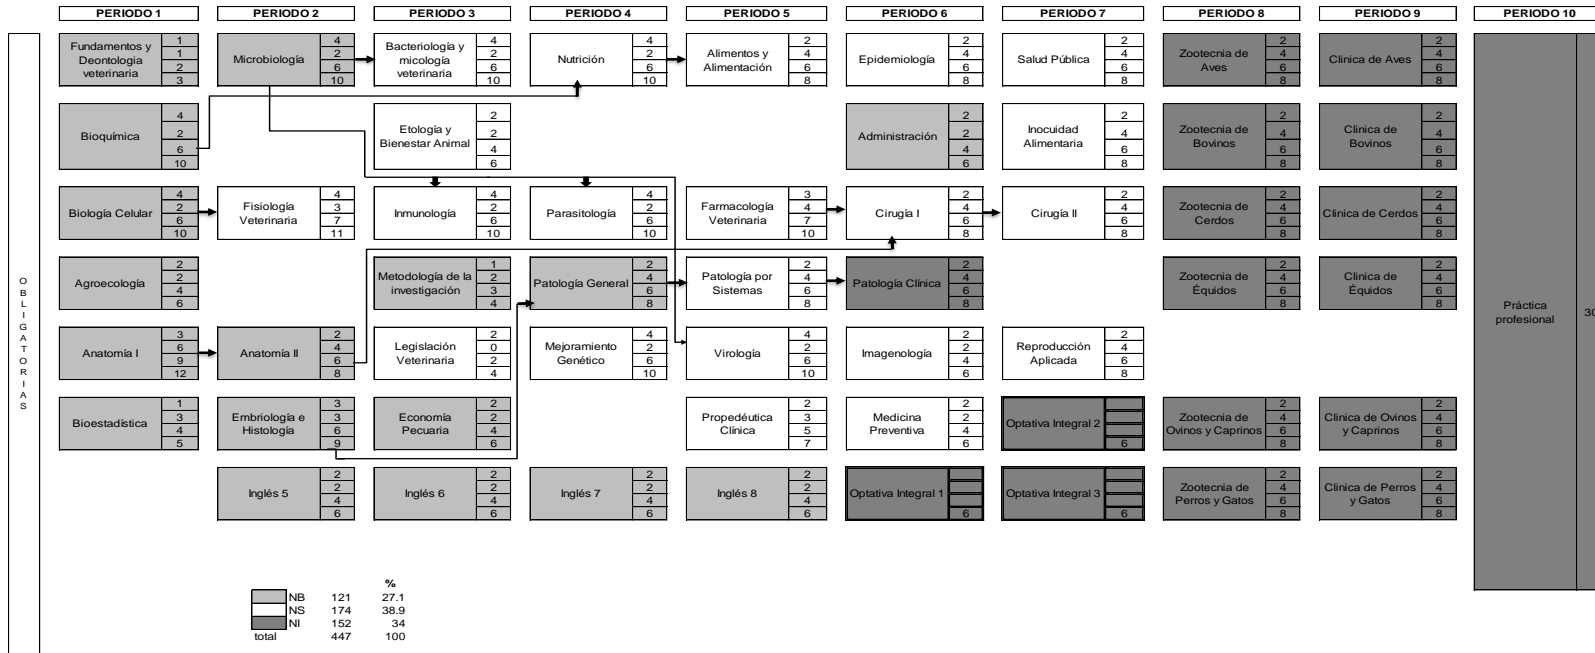 PERIODO 1
PERIODO 2
PERIODO 3
PERIODO 4
PERIODO 5
PERIODO 6
PERIODO 7
PERIODO 8
PERIODO 9
PERIODO 10
OBLIGATORIAS
Fundamentos y
Deontologia
veterinaria
1
1
2
3
Microbiología
4
2
6
10
Bacteriología y
micología
veterinaria
4
2
6
10
Nutrición
4
2
6
10
Alimentos y
Alimentación
2
4
6
8
Epidemiología
2
4
6
8
Salud Pública
2
4
6
8
Zootecnia de
Aves
2
4
6
8
Clinica de Aves
2
4
6
8
Bioquímica
4
2
6
10
Etología y
Bienestar Animal
2
2
4
6
Administración
2
2
4
6
Inocuidad
Alimentaria
2
4
6
8
Zootecnia de
Bovinos
2
4
6
8
Clinica de
Bovinos
2
4
6
8
Biología Celular
4
2
6
10
Fisiología
Veterinaria
4
3
7
11
Inmunología
4
2
6
10
Parasitología
4
2
6
10
Farmacología
Veterinaria
3
4
7
10
Cirugía I
2
4
6
8
Cirugía II
2
4
6
8
Zootecnia de
Cerdos
2
4
6
8
Clinica de Cerdos
2
4
6
8
Agroecología
2
2
4
6
Metodología de la
investigación
1
2
3
4
Patología General
2
4
6
8
Patología por
Sistemas
2
4
6
8
Patología Clínica
2
4
6
8
Zootecnia de
Équidos
2
4
6
8
Clinica de
Équidos
2
4
6
8
Práctica
profesional
30
Anatomía I
3
6
9
12
Anatomía II
2
4
6
8
Legislación
Veterinaria
2
0
2
4
Mejoramiento
Genético
4
2
6
10
Virología
4
2
6
10
Imagenología
2
2
4
6
Reproducción
Aplicada
2
4
6
8
Bioestadística
1
3
4
5
Embriología e
Histología
3
3
6
9
Economía
Pecuaria
2
2
4
6
Propedéutica
Clínica
2
3
5
7
Medicina
Preventiva
2
2
4
6
Optativa Integral 2
6
Zootecnia de
Ovinos y Caprinos
2
4
6
8
Clinica de Ovinos
y Caprinos
2
4
6
8
Inglés 5
2
2
4
6
Inglés 6
2
2
4
6
Inglés 7
2
2
4
6
Inglés 8
2
2
4
6
Optativa Integral 1
6
Optativa Integral 3
6
Zootecnia de
Perros y Gatos
2
4
6
8
Clinica de Perros
y Gatos
2
4
6
8
%
NB 121 27.1
NS 174 38.9
NI 152 34
total 447 100